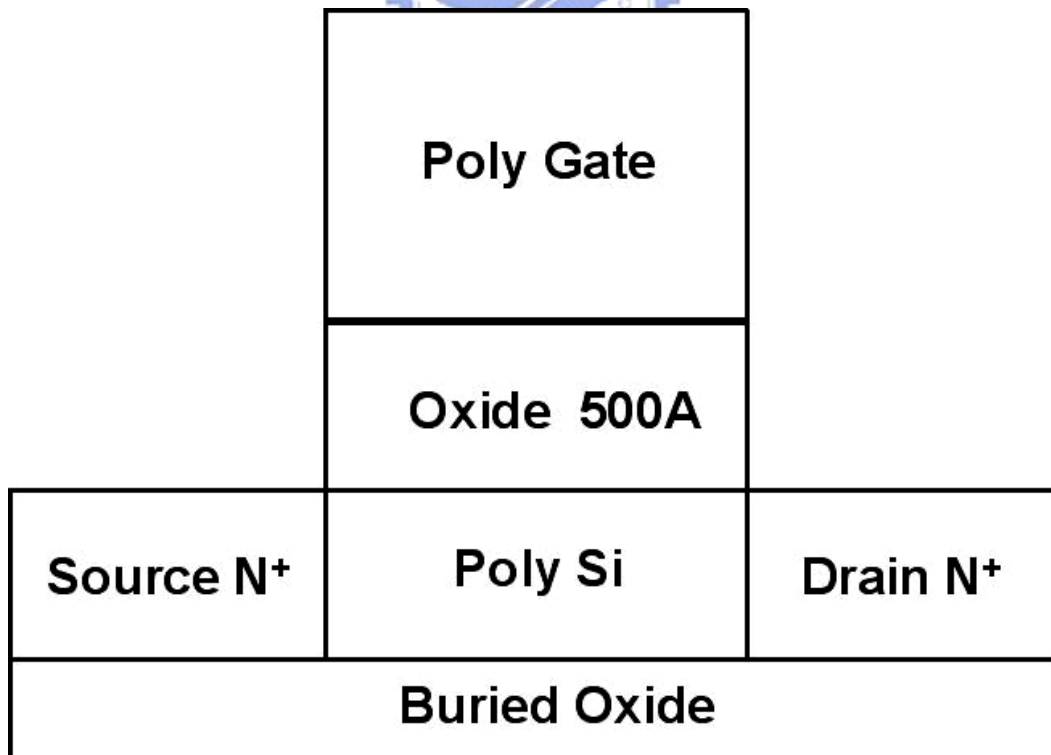 Poly Gate
Oxide 500A
Source N⁺
Poly Si
Drain N⁺
Buried Oxide